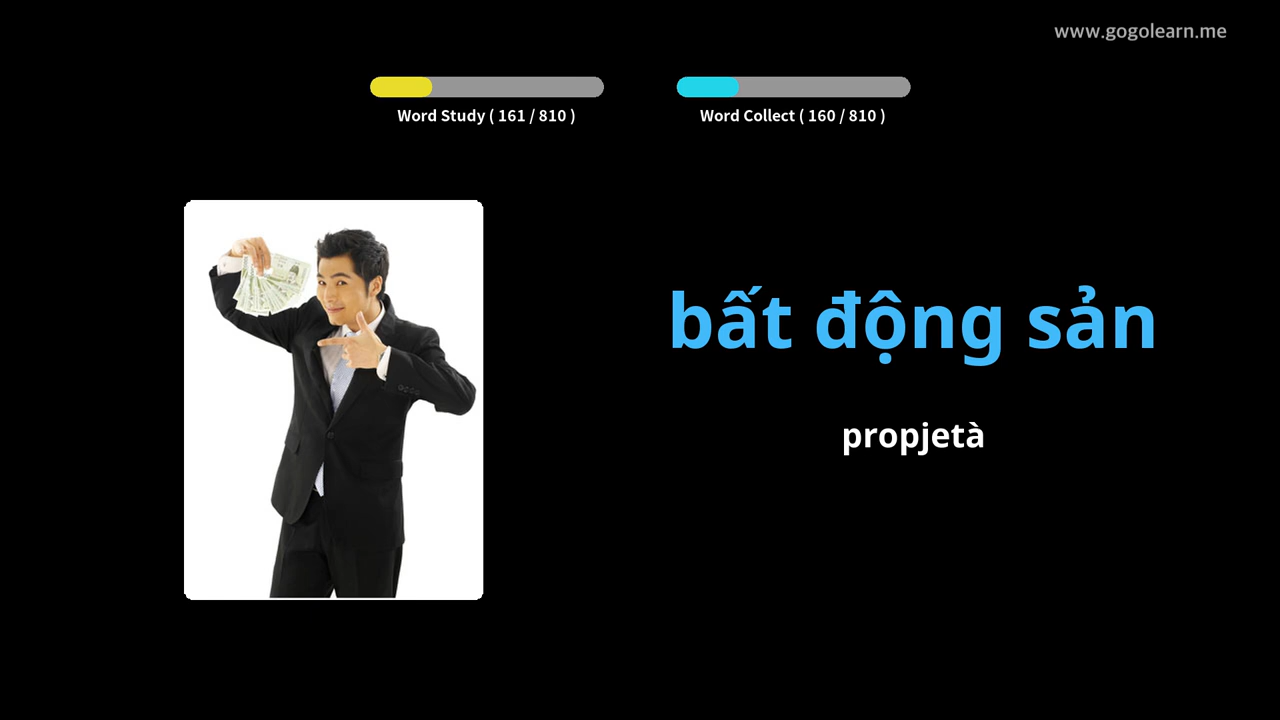 www.gogolearn.me
Word Study ( 161 / 810 )
Word Collect ( 160 / 810 )
bất động sản
propjetà